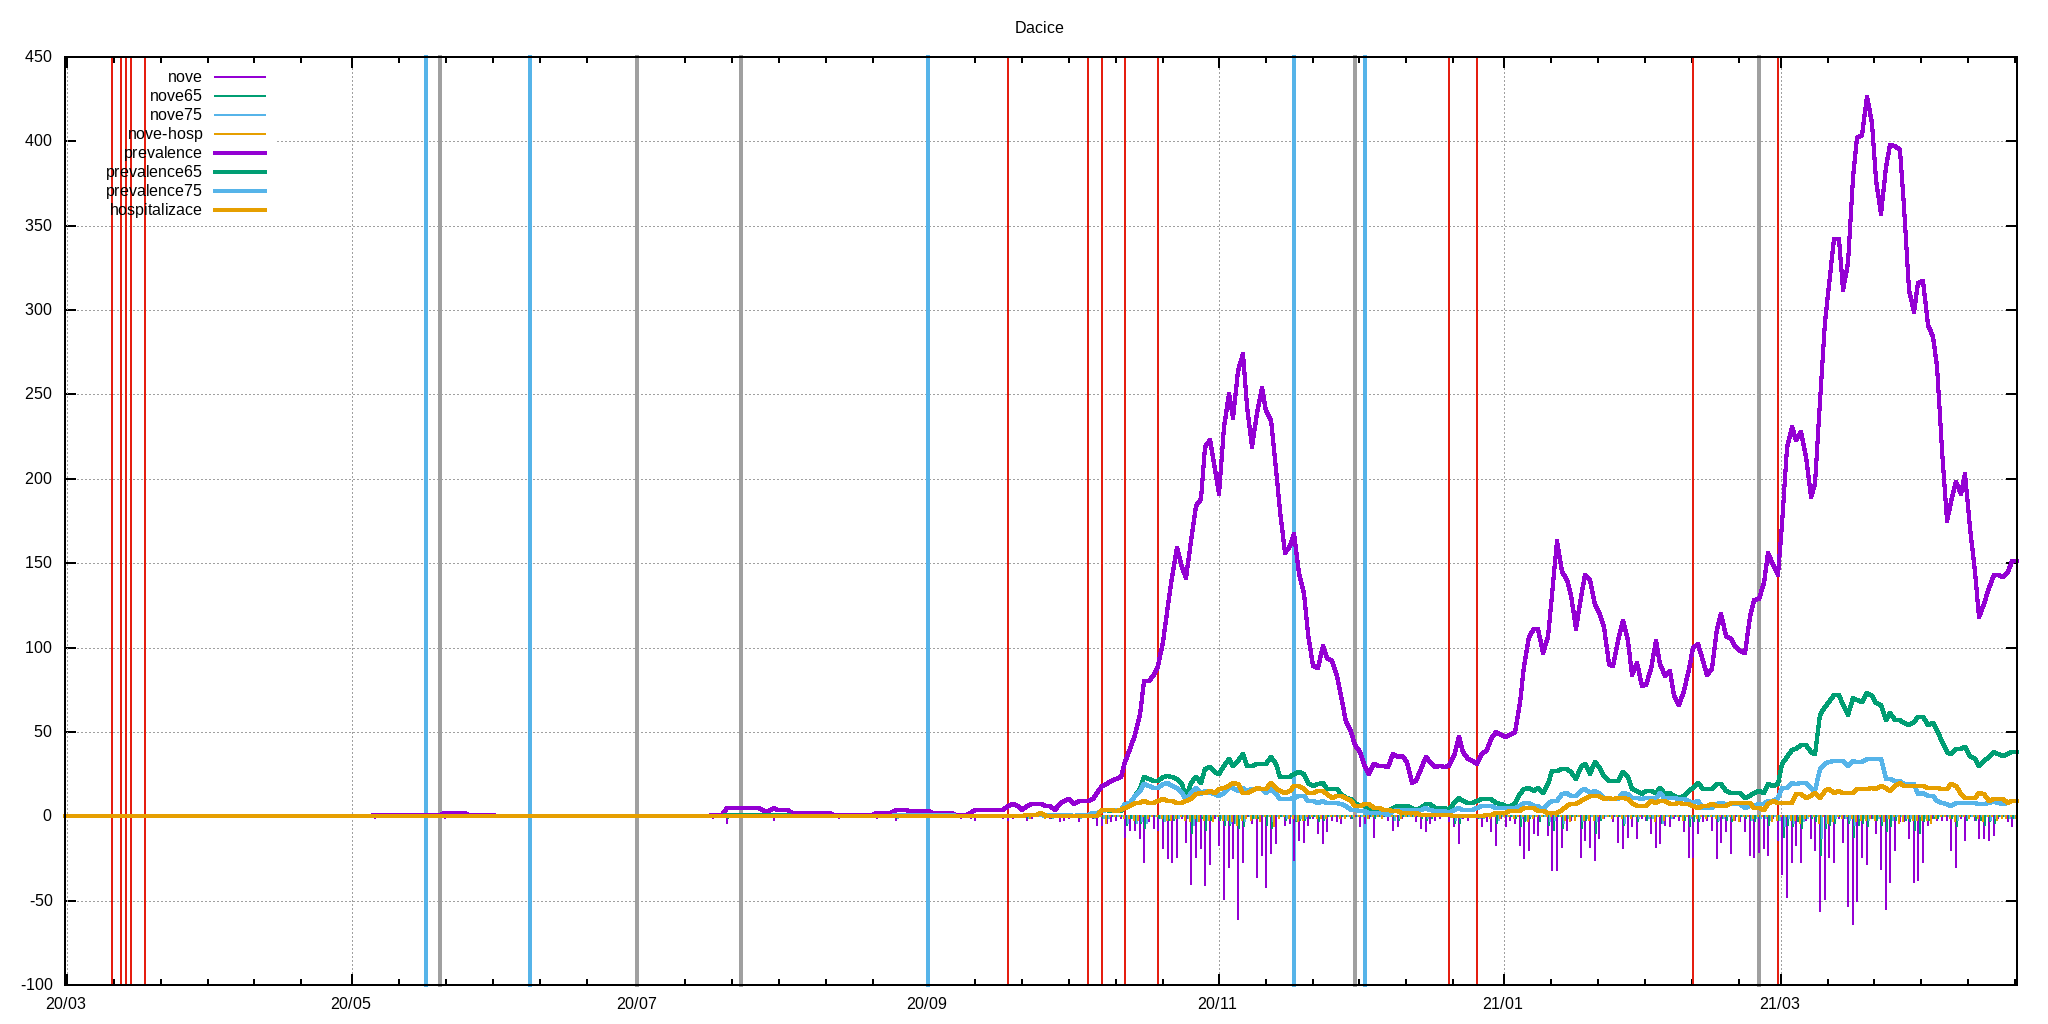 Dacice
450
400
350
300
250
200
150
100
50
0
-50
-100
nove
nove65
nove75
nove-hosp
prevalence
prevalence65
prevalence75
hospitalizace
20/03 20/05 20/07 20/09 20/11 21/01 21/03